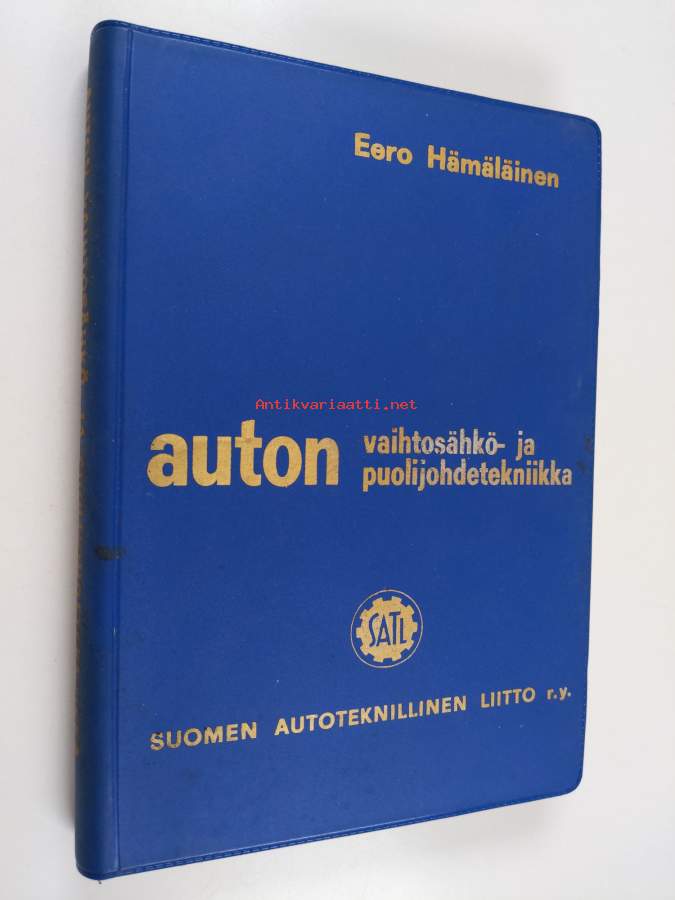 Eero Hämäläinen
Antikvariaatti.net
auton
vaihtosähkö- ja
puolijohdetekniikka
SATL
SUOMEN AUTOTEKNILLINEN LIITTO r.y.